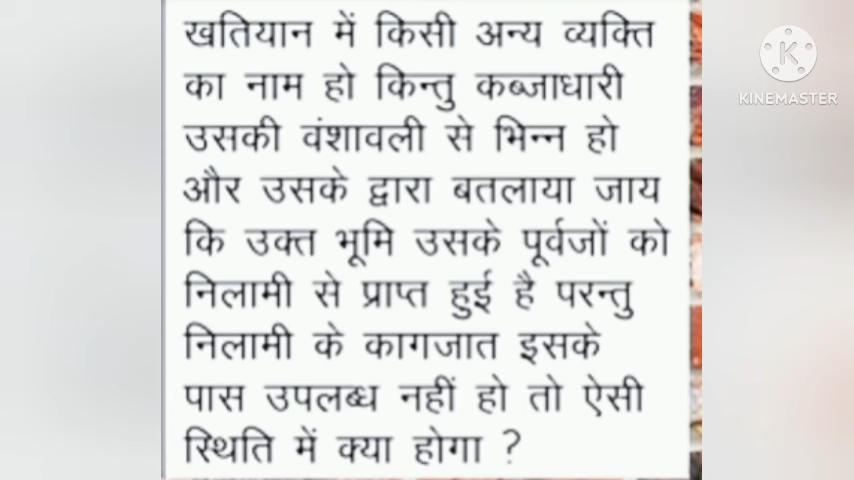 खतियान में किसी अन्य व्यक्ति
का नाम हो किन्तु कब्जाधारी
उसकी वंशावली से भिन्न हो
और उसके द्वारा बतलाया जाय
कि उक्त भूमि उसके पूर्वजों को
निलामी से प्राप्त हुई है परन्तु
निलामी के कागजात इसके
पास उपलब्ध नहीं हो तो ऐसी
स्थिति में क्या होगा ?
K
KINEMASTER